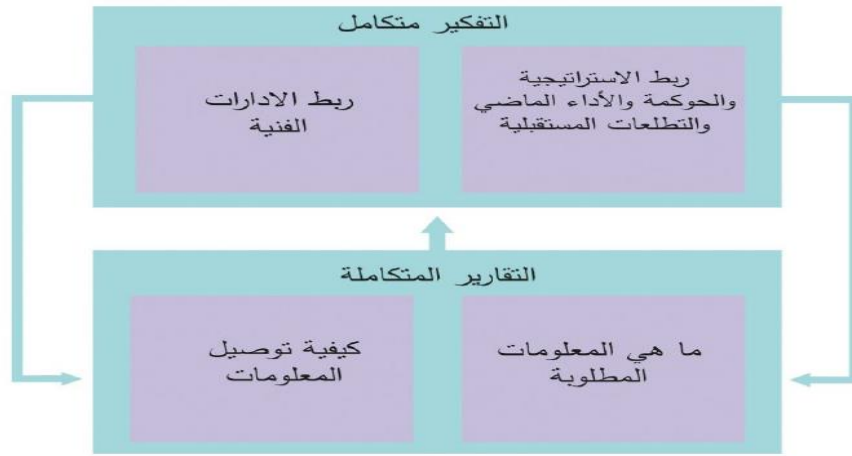 التفكير متكامل
ربط الاستراتيجية
والحوكمة والأداء الماضي
والتطلعات المستقبلية
ربط الادارات
الفنية
التقارير المتكاملة
ما هي المعلومات
المطلوبة
كيفية توصيل
المعلومات